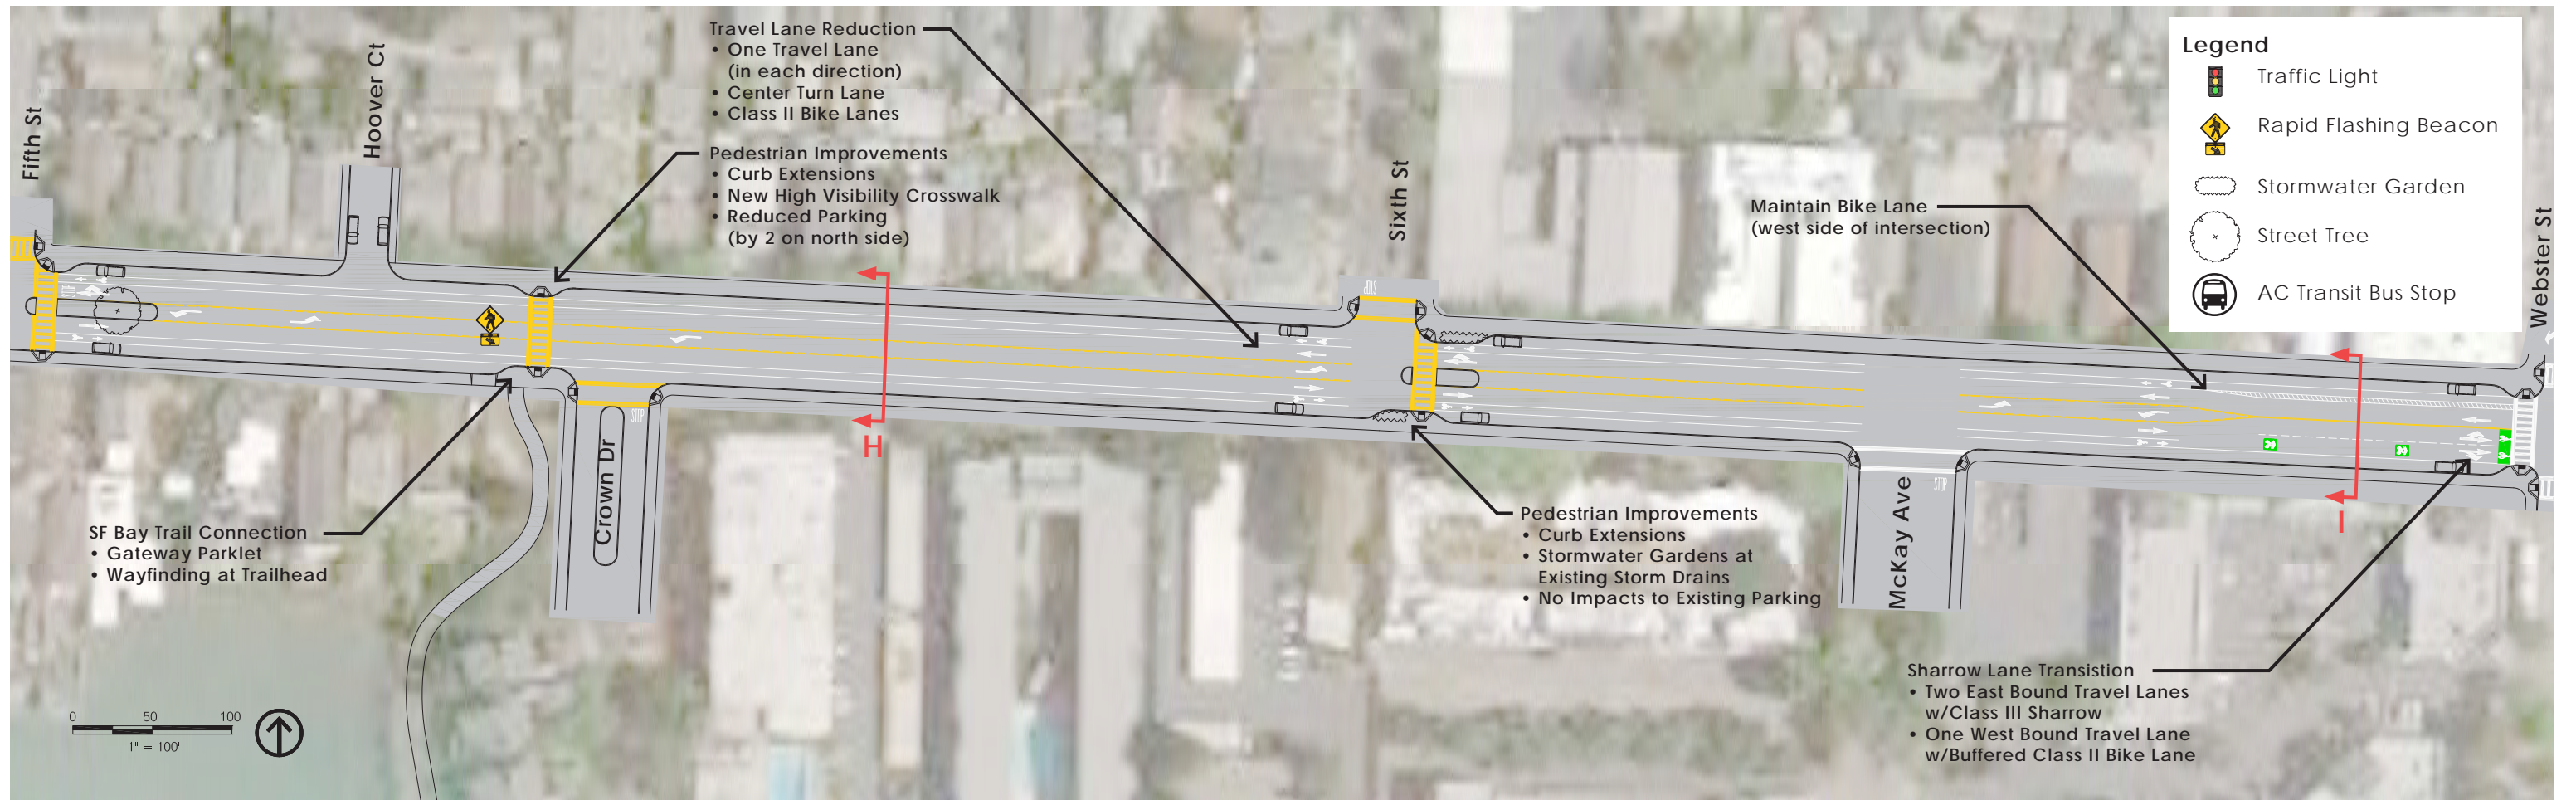 Fifth St
Hoover Ct
Travel Lane Reduction
• One Travel Lane
(in each direction)
• Center Turn Lane
• Class II Bike Lanes
Pedestrian Improvements
• Curb Extensions
• New High Visibility Crosswalk
• Reduced Parking
(by 2 on north side)
Sixth St
Maintain Bike Lane
(west side of intersection)
Legend
Traffic Light
Rapid Flashing Beacon
Stormwater Garden
Street Tree
AC Transit Bus Stop
Webster St
STOP
STOP
STOP
H
I
Crown Dr
McKay Ave
SF Bay Trail Connection
• Gateway Parklet
• Wayfinding at Trailhead
Pedestrian Improvements
• Curb Extensions
• Stormwater Gardens at
Existing Storm Drains
• No Impacts to Existing Parking
Sharrow Lane Transistion
• Two East Bound Travel Lanes
w/Class III Sharrow
• One West Bound Travel Lane
w/Buffered Class II Bike Lane
0 50 100
1" = 100'